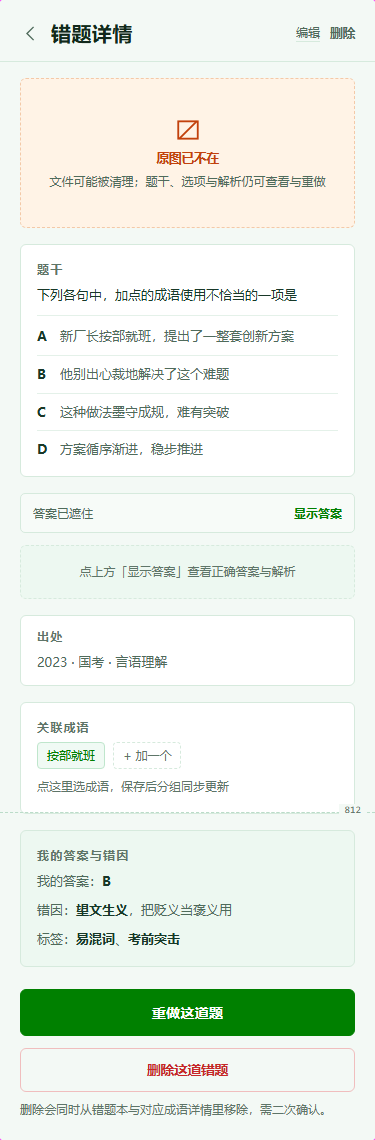 错题详情
编辑 删除
原图已不在
文件可能被清理；题干、选项与解析仍可查看与重做
题干
下列各句中，加点的成语使用不恰当的一项是
A 新厂长按部就班，提出了一整套创新方案
B 他别出心裁地解决了这个难题
C 这种做法墨守成规，难有突破
D 方案循序渐进，稳步推进
答案已遮住 显示答案
点上方「显示答案」查看正确答案与解析
出处
2023 · 国考 · 言语理解
关联成语
按部就班 + 加一个
点这里选成语，保存后分组同步更新
812
我的答案与错因
我的答案：B
错因：望文生义，把贬义当褒义用
标签：易混词、考前突击
重做这道题
删除这道错题
删除会同时从错题本与对应成语详情里移除，需二次确认。